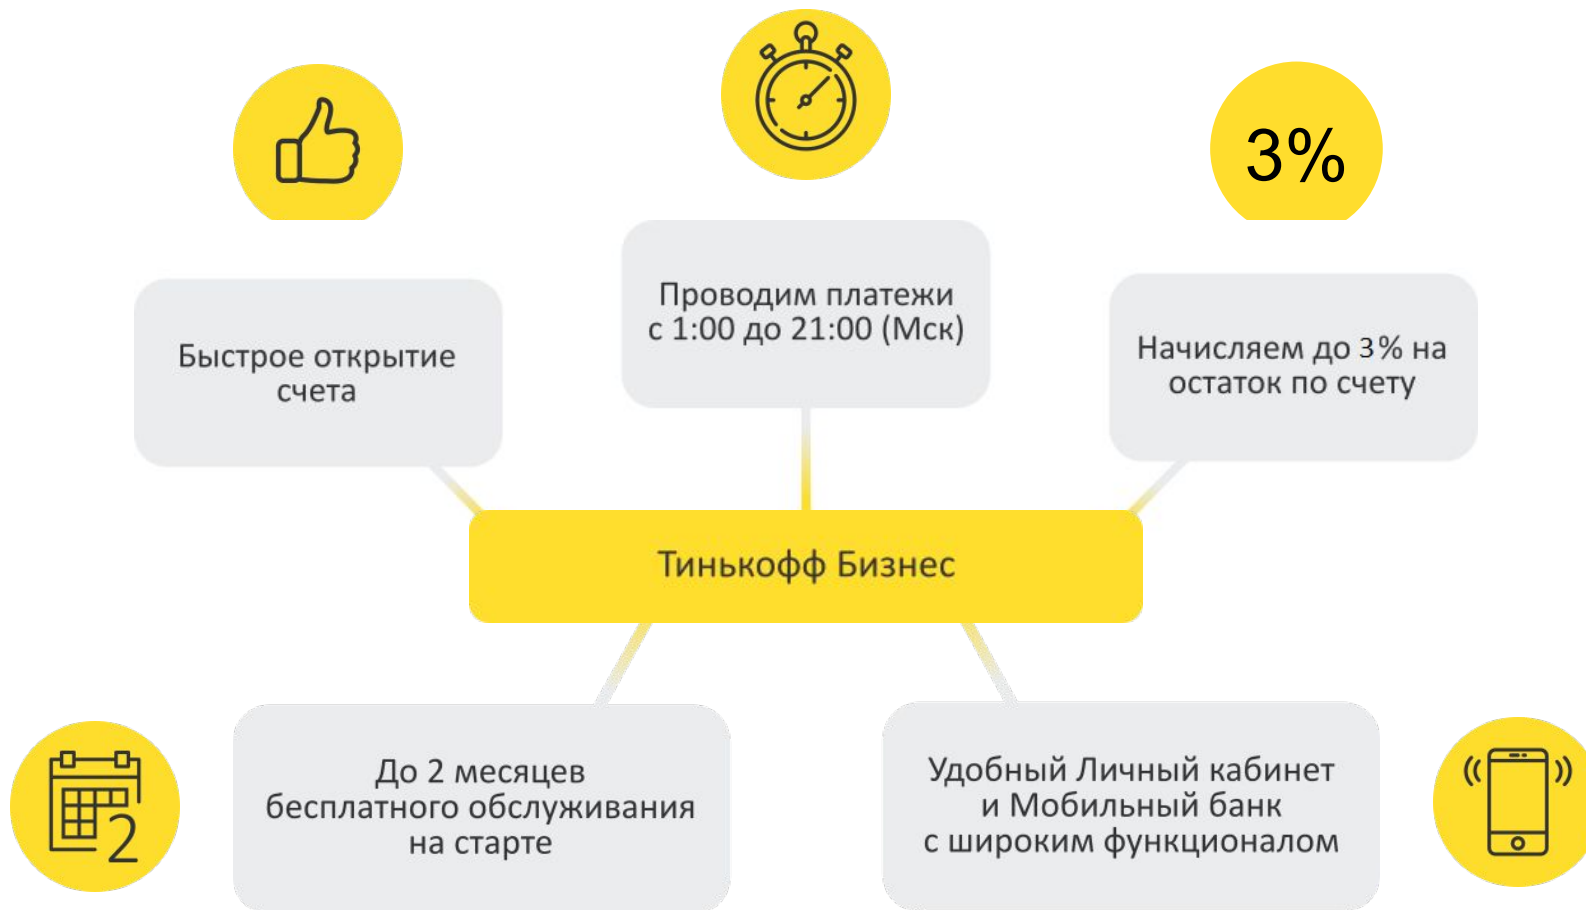 3%
Проводим платежи
с 1:00 до 21:00 (Мск)
Быстрое открытие
счета
Начисляем до 3% на
остаток по счету
Тинькофф Бизнес
2
До 2 месяцев
бесплатного обслуживания
на старте
Удобный Личный кабинет
и Мобильный банк
с широким функционалом